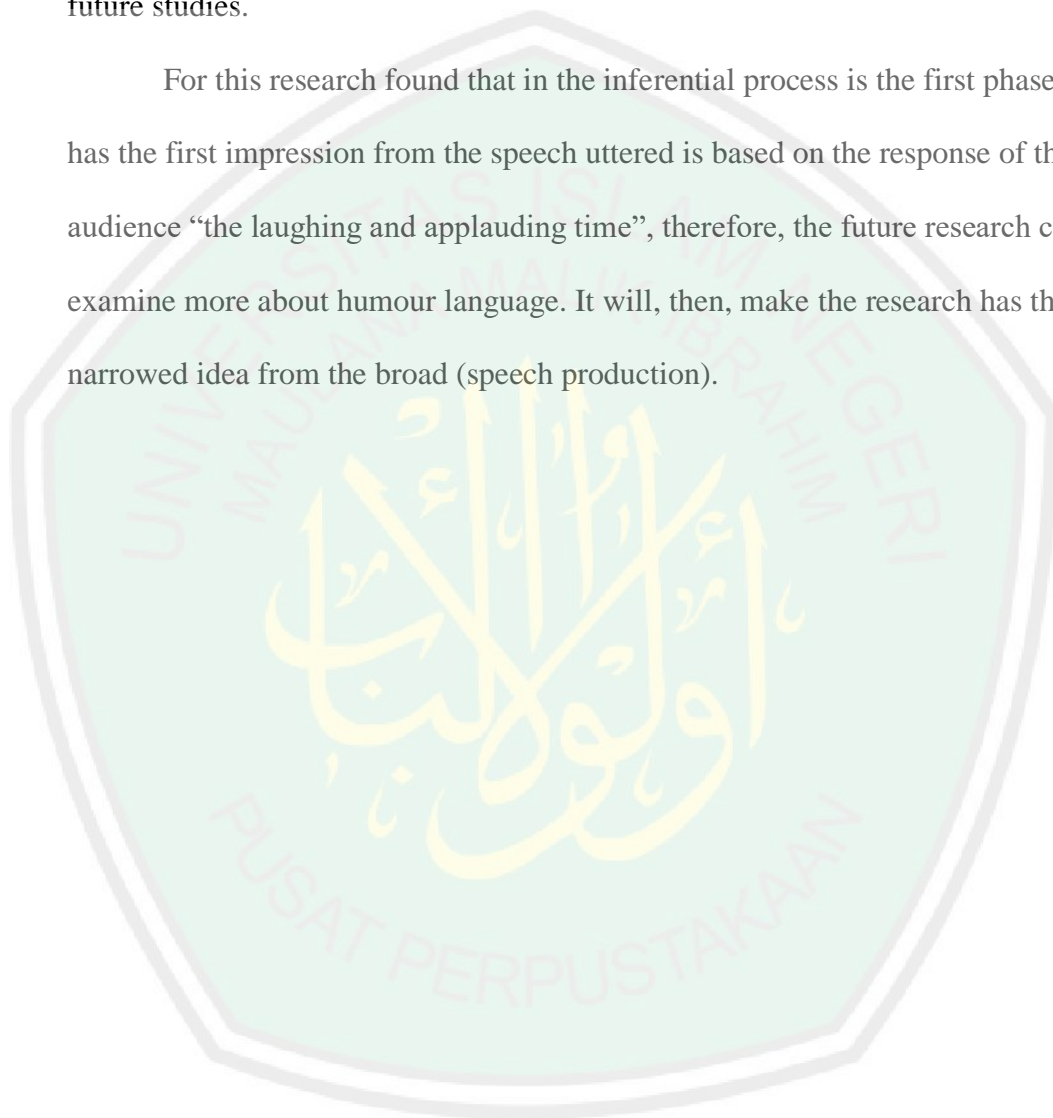 future studies.
For this research found that in the inferential process is the first phase
has the first impression from the speech uttered is based on the response of
audience “the laughing and applauding time”, therefore, the future research
examine more about humour language. It will, then, make the research has
narrowed idea from the broad (speech production).
UNIVERSITAS ISLAM NEGERI
MAULANA MALIK IBRAHIM
أولوا الألباب
PUSAT PERPUSTAKAAN